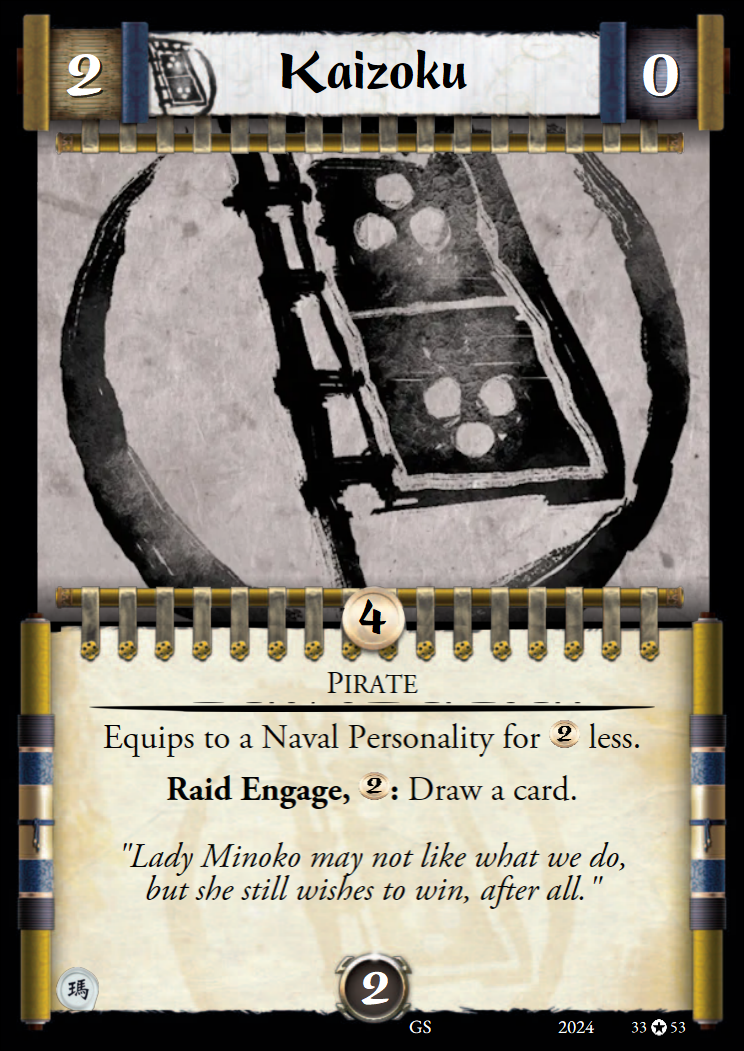 2 Kaizoku 0
4
PIRATE
Equips to a Naval Personality for 2 less.
Raid Engage, 2: Draw a card.
"Lady Minoko may not like what we do,
but she still wishes to win, after all."
瑪
2
GS 2024 33 ✪ 53